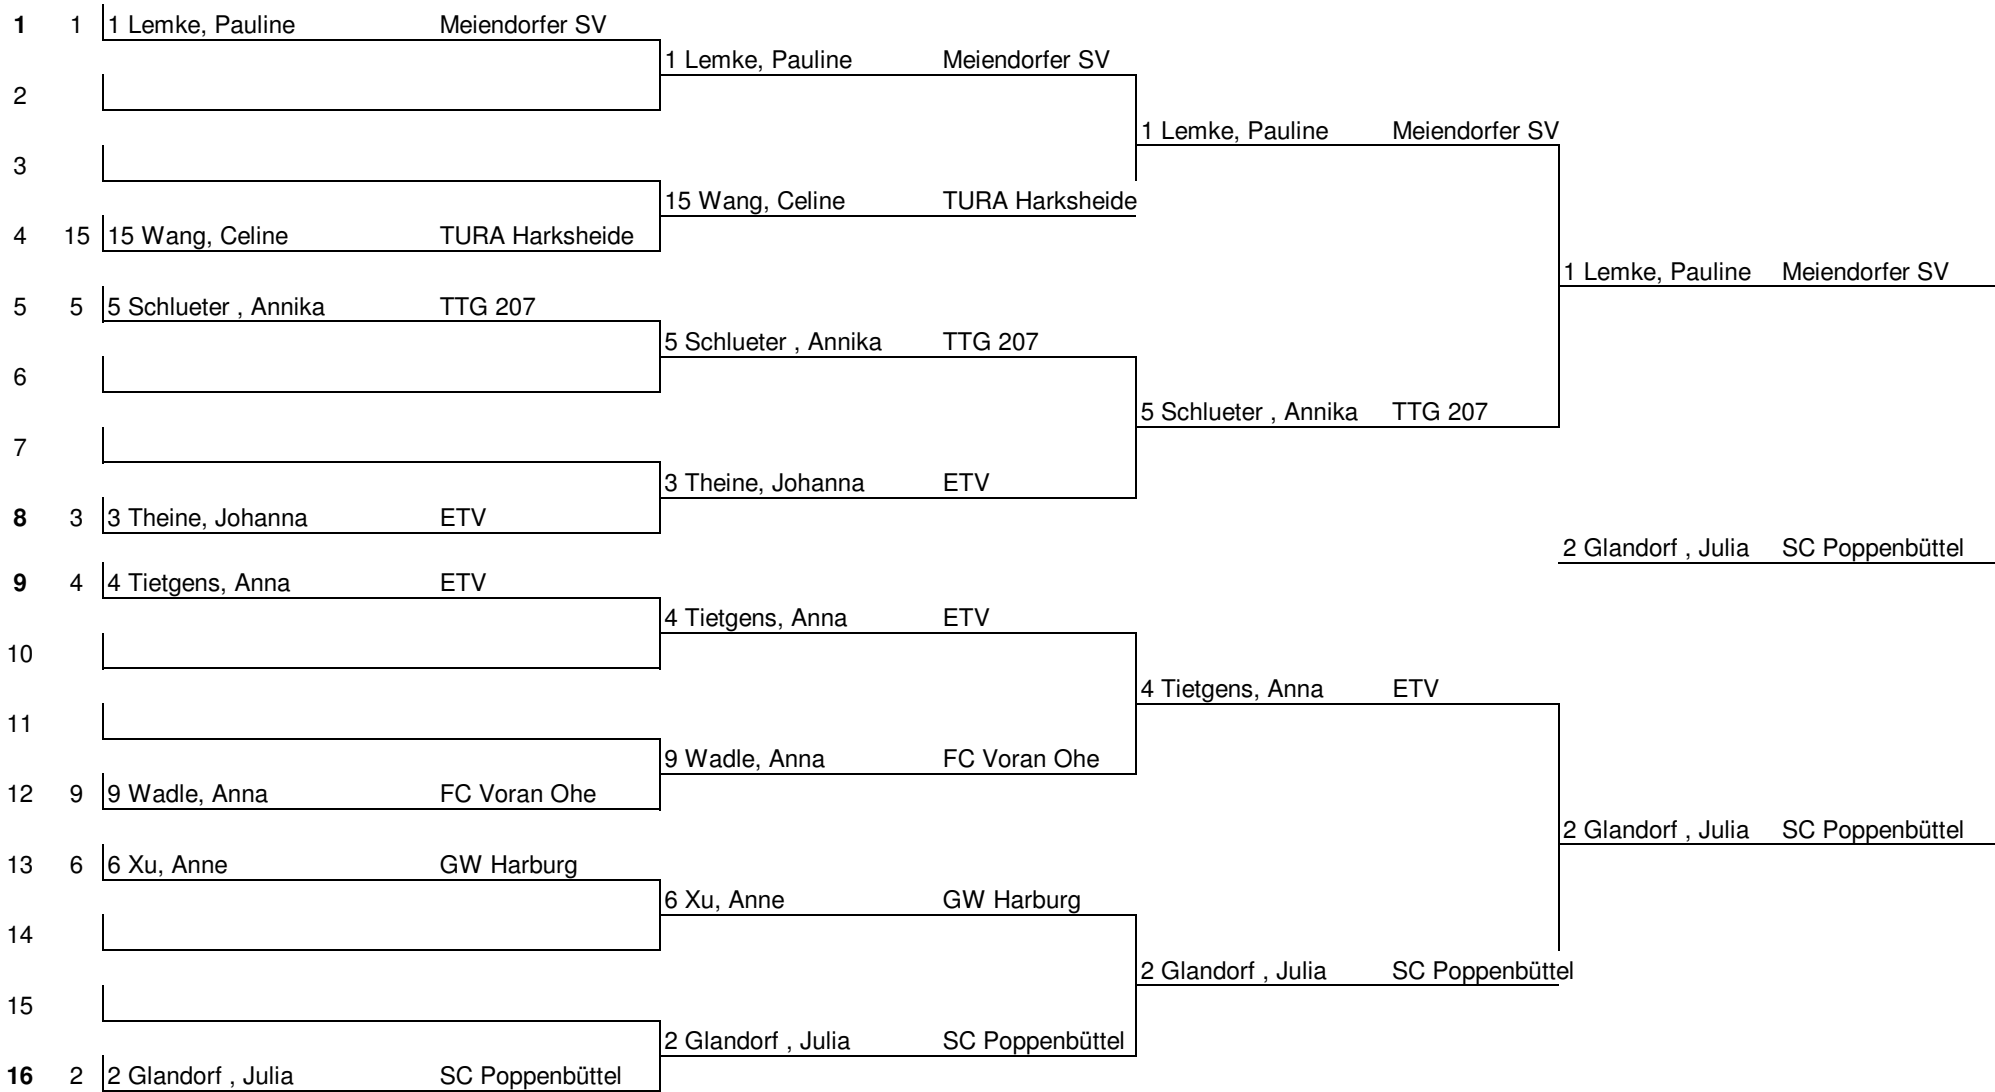 1 1 1 Lemke, Pauline Meiendorfer SV
1 Lemke, Pauline Meiendorfer SV
2
1 Lemke, Pauline Meiendorfer SV
3
15 Wang, Celine TURA Harksheide
4 15 15 Wang, Celine TURA Harksheide
1 Lemke, Pauline Meiendorfer SV
5 5 5 Schlueter , Annika TTG 207
5 Schlueter , Annika TTG 207
6
5 Schlueter , Annika TTG 207
7
3 Theine, Johanna ETV
8 3 3 Theine, Johanna ETV
2 Glandorf , Julia SC Poppenbüttel
9 4 4 Tietgens, Anna ETV
4 Tietgens, Anna ETV
10
4 Tietgens, Anna ETV
11
9 Wadle, Anna FC Voran Ohe
12 9 9 Wadle, Anna FC Voran Ohe
2 Glandorf , Julia SC Poppenbüttel
13 6 6 Xu, Anne GW Harburg
6 Xu, Anne GW Harburg
14
2 Glandorf , Julia SC Poppenbüttel
15
2 Glandorf , Julia SC Poppenbüttel
16 2 2 Glandorf , Julia SC Poppenbüttel